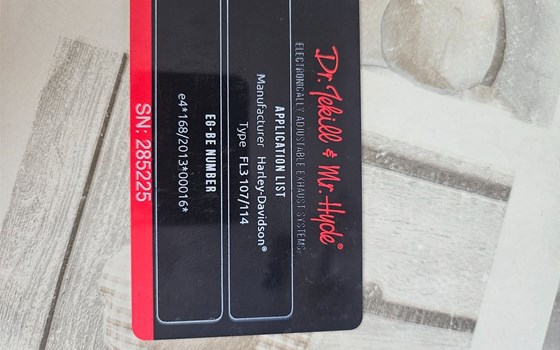 Dr. Jekill & Mr. Hyde®
ELECTRONICALLY ADJUSTABLE EXHAUST SYSTEMS.
APPLICATION LIST
Manufacturer Harley-Davidson®
Type FL3 107/114
EG-BE NUMBER
e4*168/2013*00016*
SN: 285225